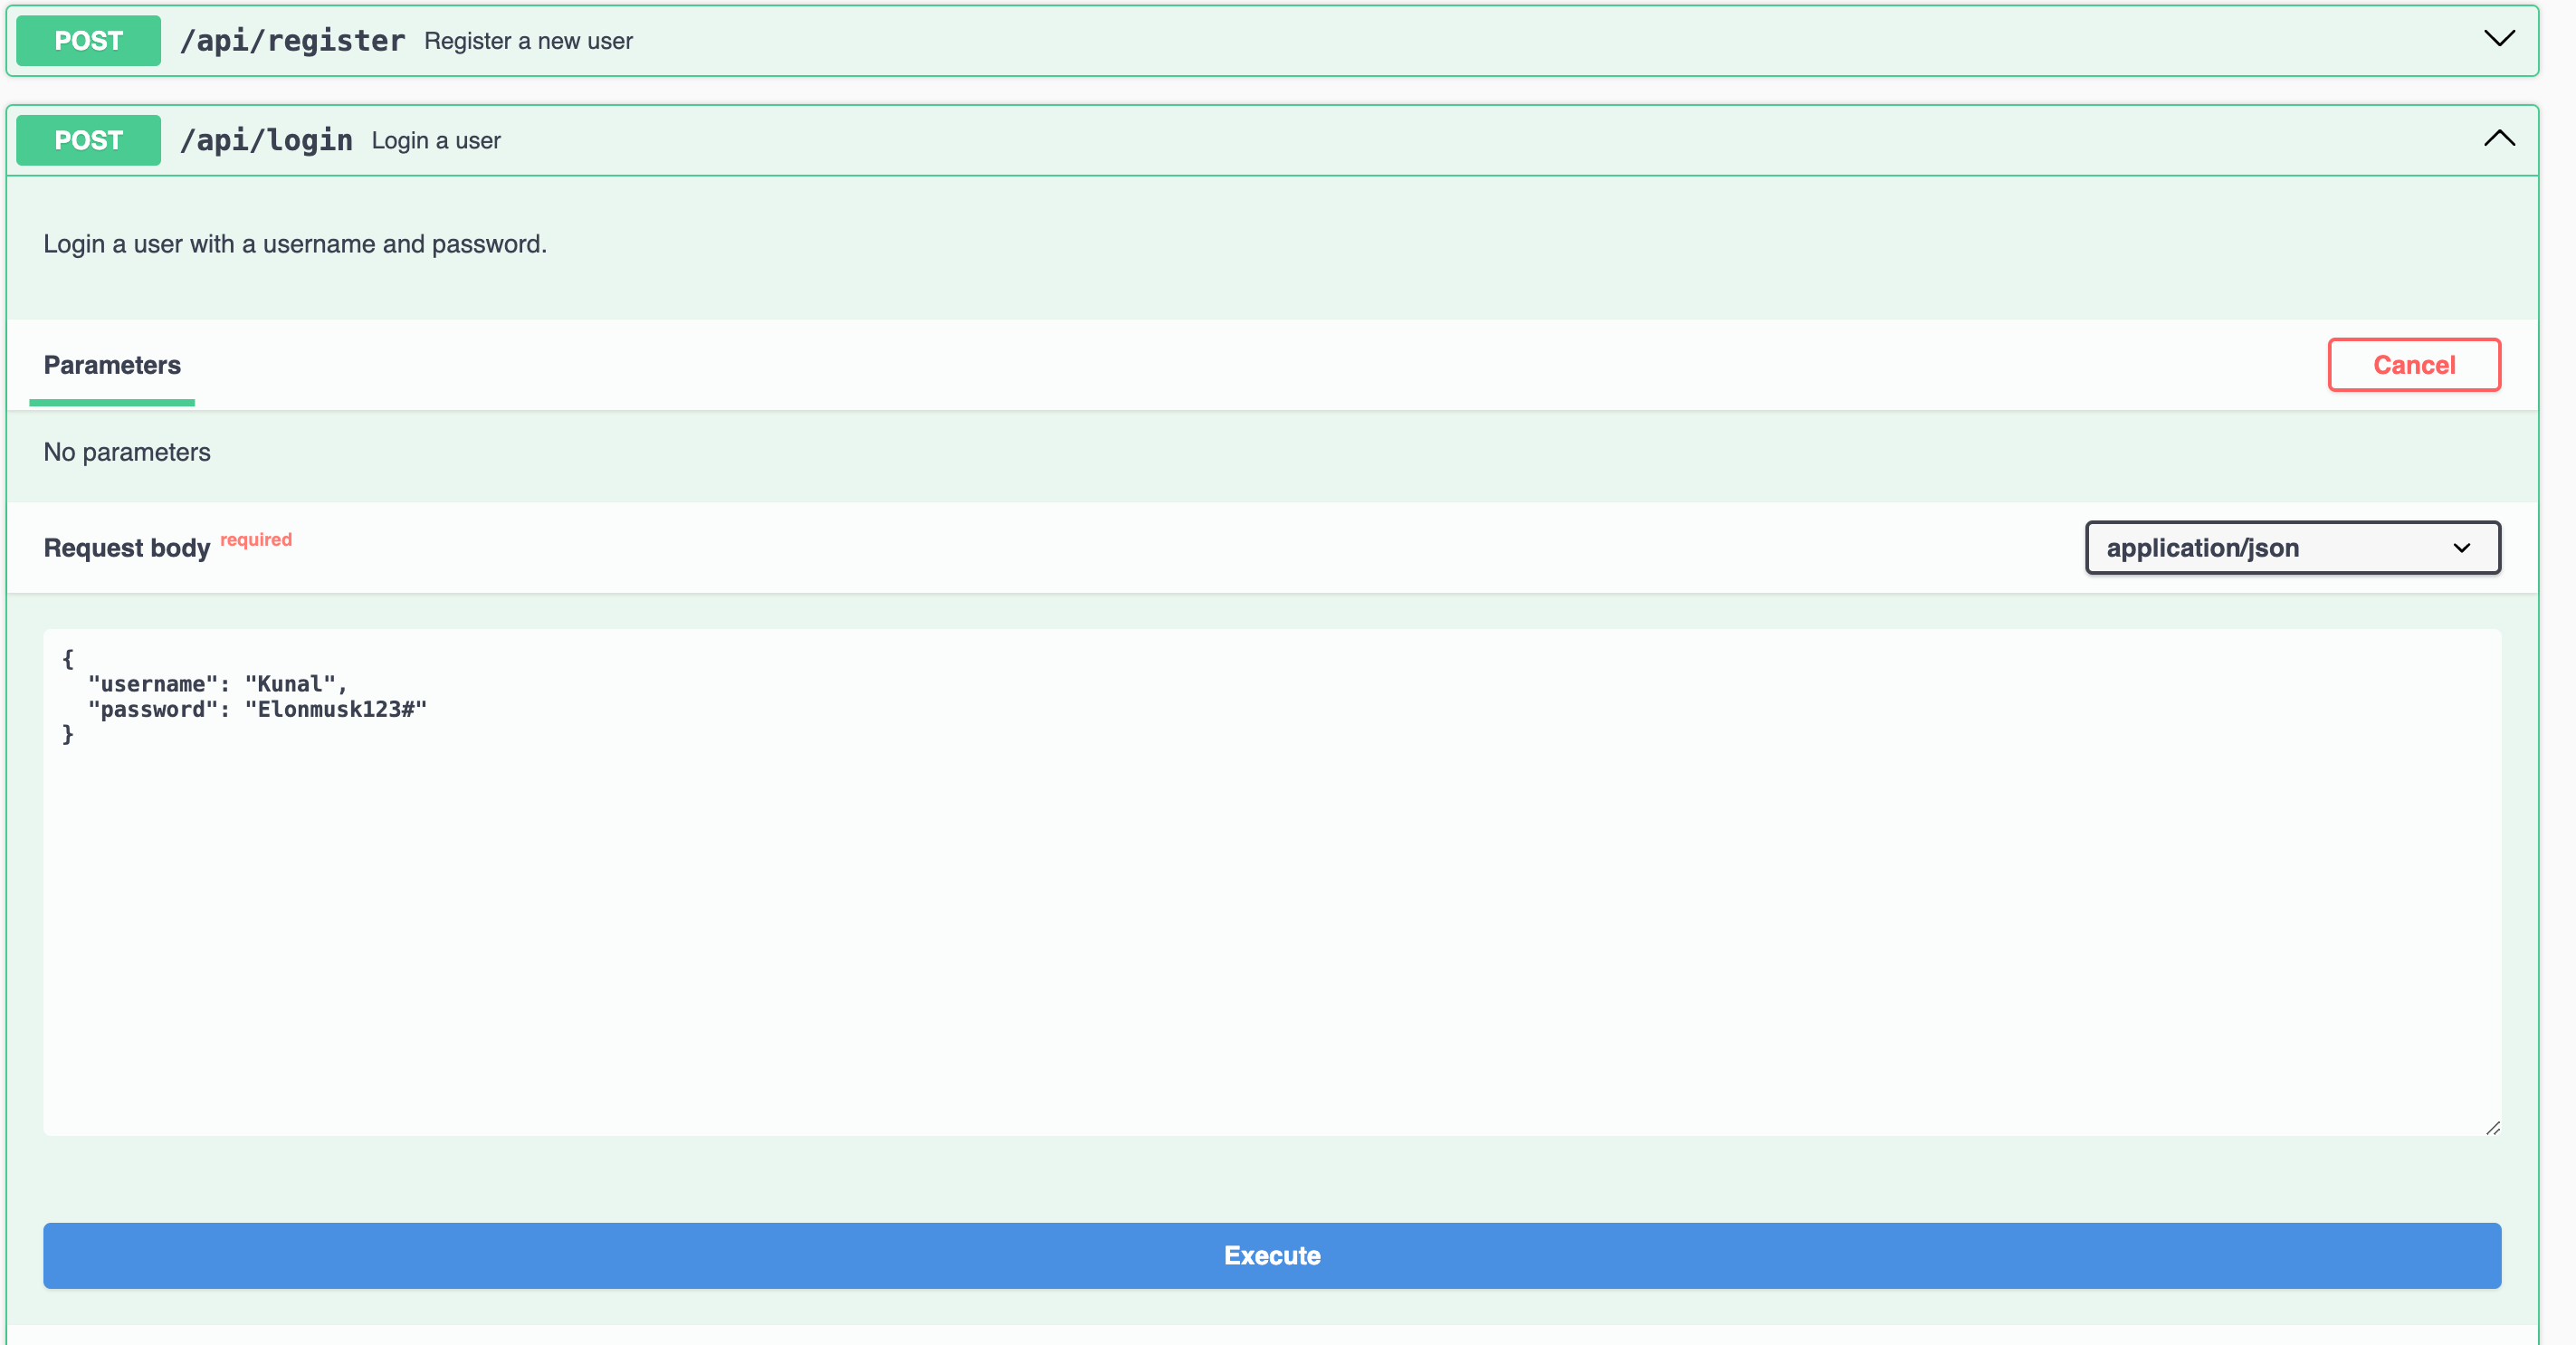 POST /api/register Register a new user
POST /api/login Login a user
Login a user with a username and password.
Parameters Cancel
No parameters
Request body required application/json
{
  "username": "Kunal",
  "password": "Elonmusk123#"
}
Execute